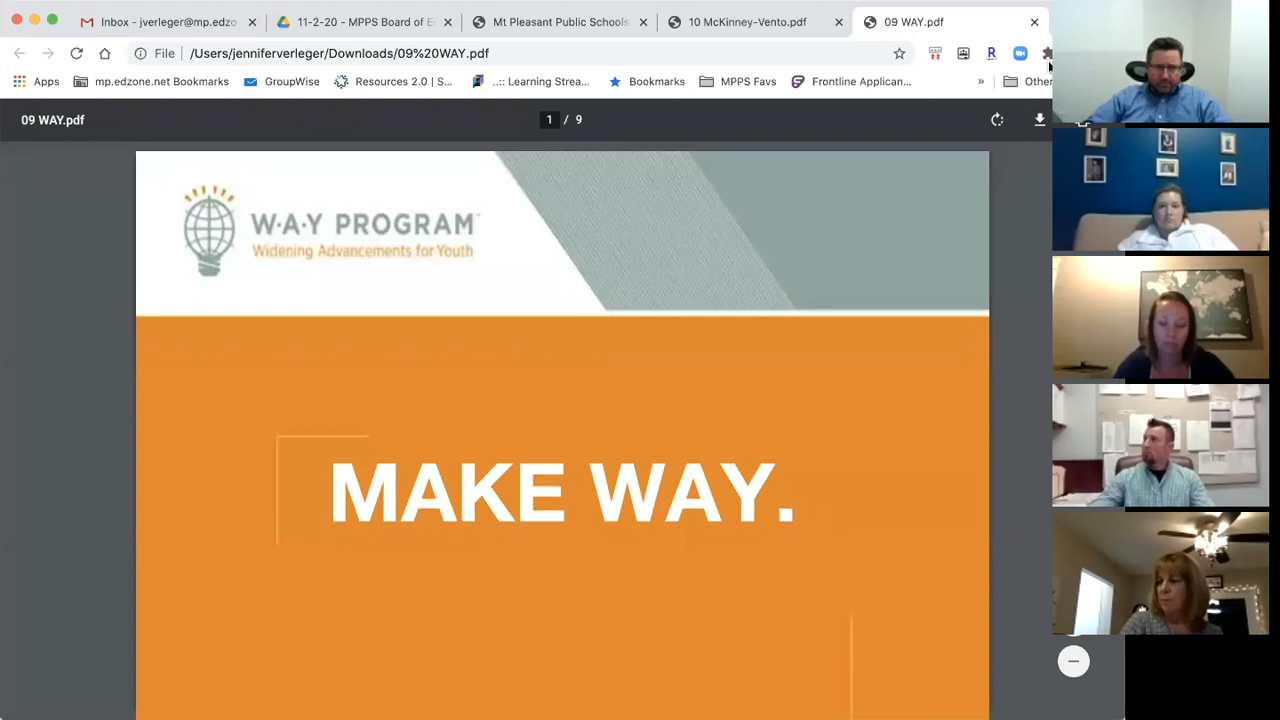 Inbox - jverleger@mp.edzo
11-2-20 - MPPS Board of E
Mt Pleasant Public Schools
10 McKinney-Vento.pdf
09 WAY.pdf
File
/Users/jenniferverleger/Downloads/09%20WAY.pdf
R
Apps
mp.edzone.net Bookmarks
GroupWise
Resources 2.0 | S...
..:: Learning Strea...
Bookmarks
MPPS Favs
Frontline Applican...
»
Other
09 WAY.pdf
1 / 9
W·A·Y PROGRAM™
Widening Advancements for Youth
MAKE WAY.